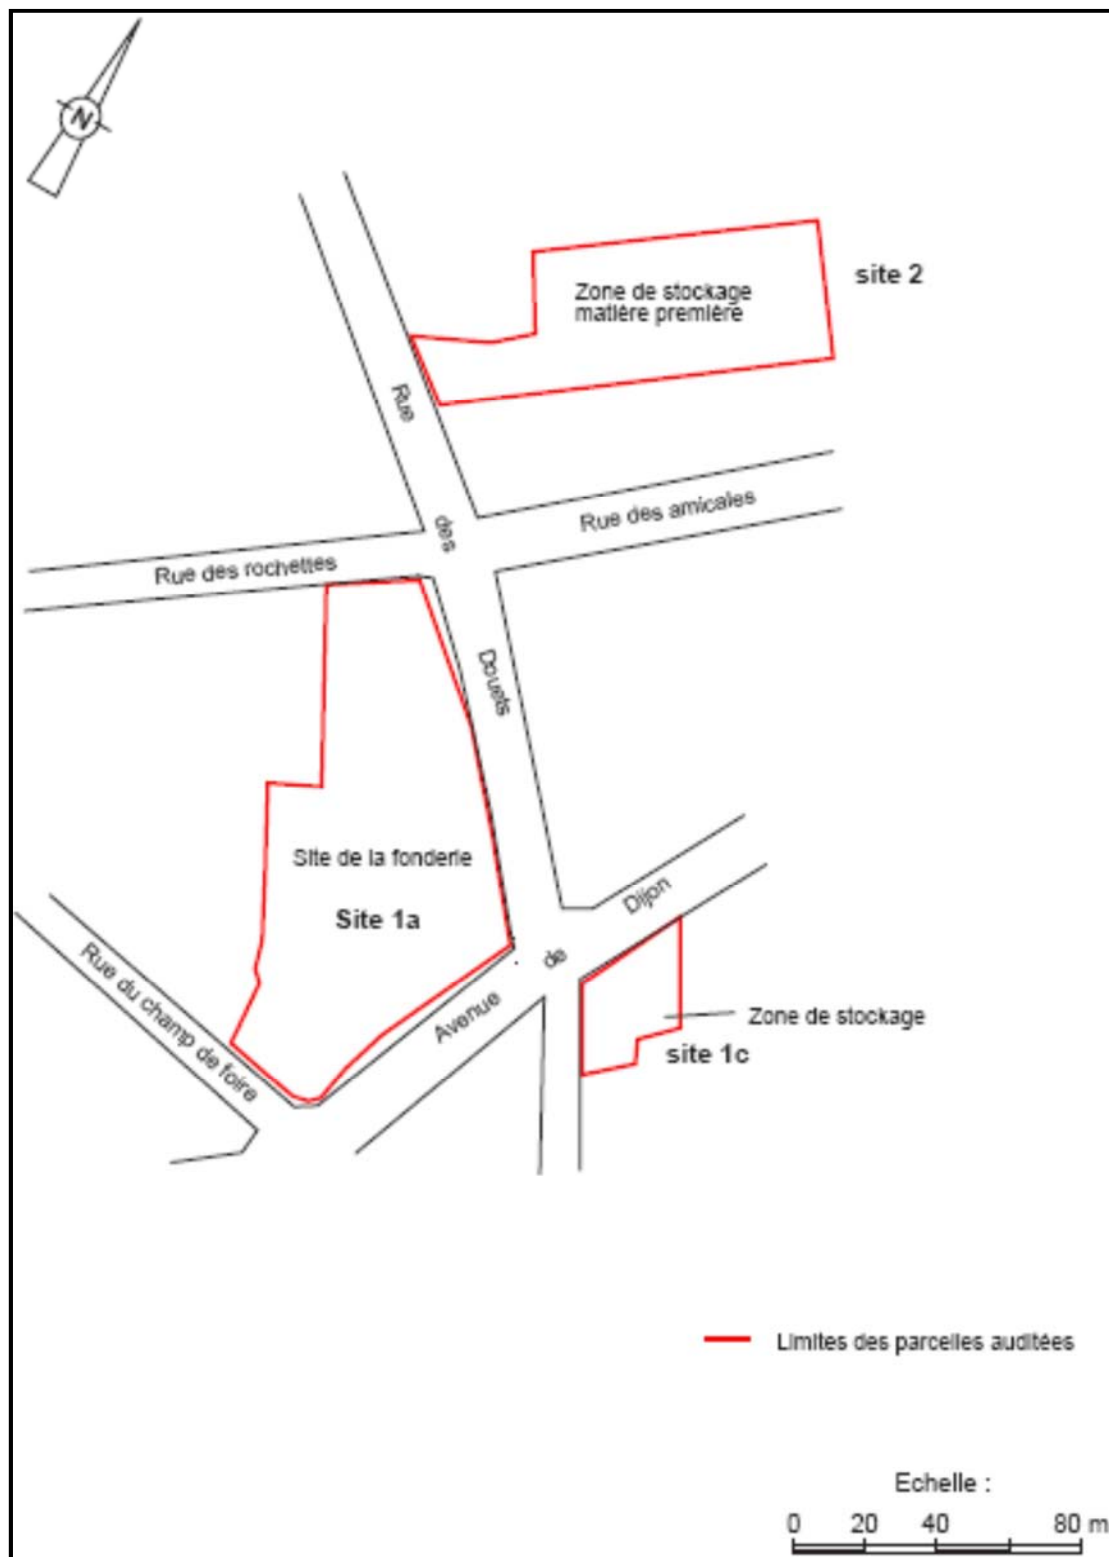 N
site 2
Zone de stockage
matière première
Rue
des
Douets
Rue des amicales
Rue des rochettes
Site de la fonderie
Site 1a
Rue du champ de foire
Avenue
de
Dijon
Zone de stockage
site 1c
Limites des parcelles auditées
Echelle :
0 20 40 80 m